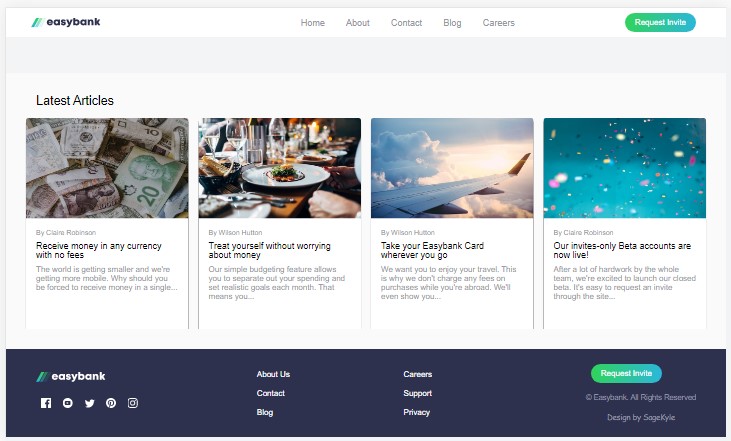 easybank
Home About Contact Blog Careers
Request Invite
Latest Articles
By Claire Robinson
Receive money in any currency
with no fees
The world is getting smaller and we're
getting more mobile. Why should you
be forced to receive money in a single...
By Wilson Hutton
Treat yourself without worrying
about money
Our simple budgeting feature allows
you to separate out your spending and
set realistic goals each month. That
means you...
By Wilson Hutton
Take your Easybank Card
wherever you go
We want you to enjoy your travel. This
is why we don't charge any fees on
purchases while you're abroad. We'll
even show you...
By Claire Robinson
Our invites-only Beta accounts are
now live!
After a lot of hardwork by the whole
team, we're excited to launch our closed
beta. It's easy to request an invite
through the site...
easybank
About Us
Contact
Blog
Careers
Support
Privacy
Request Invite
© Easybank. All Rights Reserved
Design by SageKyle